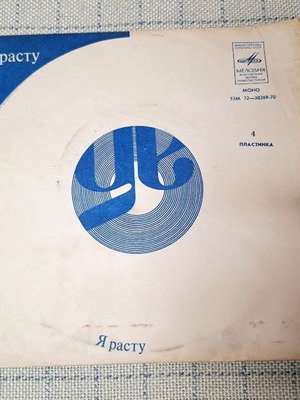 расту
МЕЛОДИЯ
МОНО
33М 72—38269-70
4
ПЛАСТИНКА
Я расту